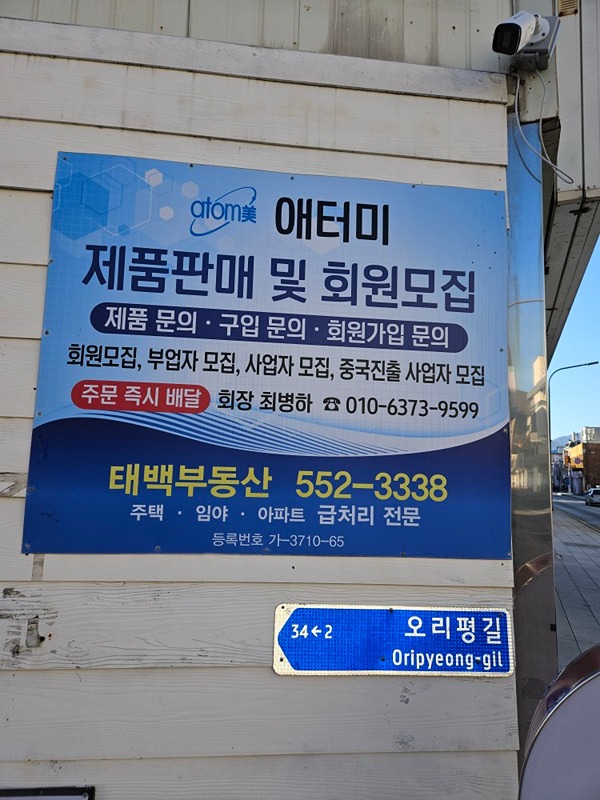 atom美 애터미
제품판매 및 회원모집
제품 문의 · 구입 문의 · 회원가입 문의
회원모집, 부업자 모집, 사업자 모집, 중국진출 사업자 모집
주문 즉시 배달 회장 최병하 ☎ 010-6373-9599
태백부동산 552-3338
주택 · 임야 · 아파트 급처리 전문
등록번호 가-3710-65
34←2 오리평길
Oripyeong-gil